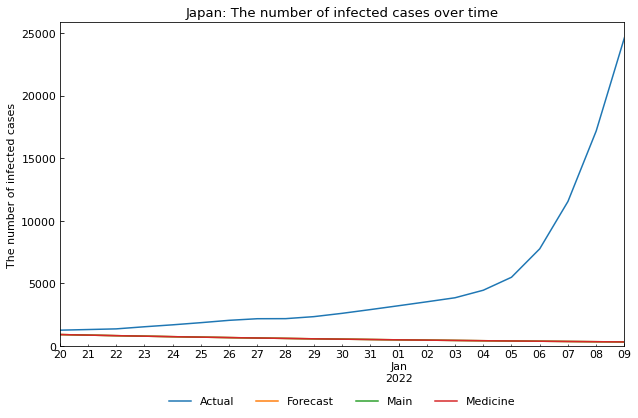 Japan: The number of infected cases over time
The number of infected cases
25000
20000
15000
10000
5000
0
20 21 22 23 24 25 26 27 28 29 30 31 01 02 03 04 05 06 07 08 09
Jan
2022
Actual Forecast Main Medicine